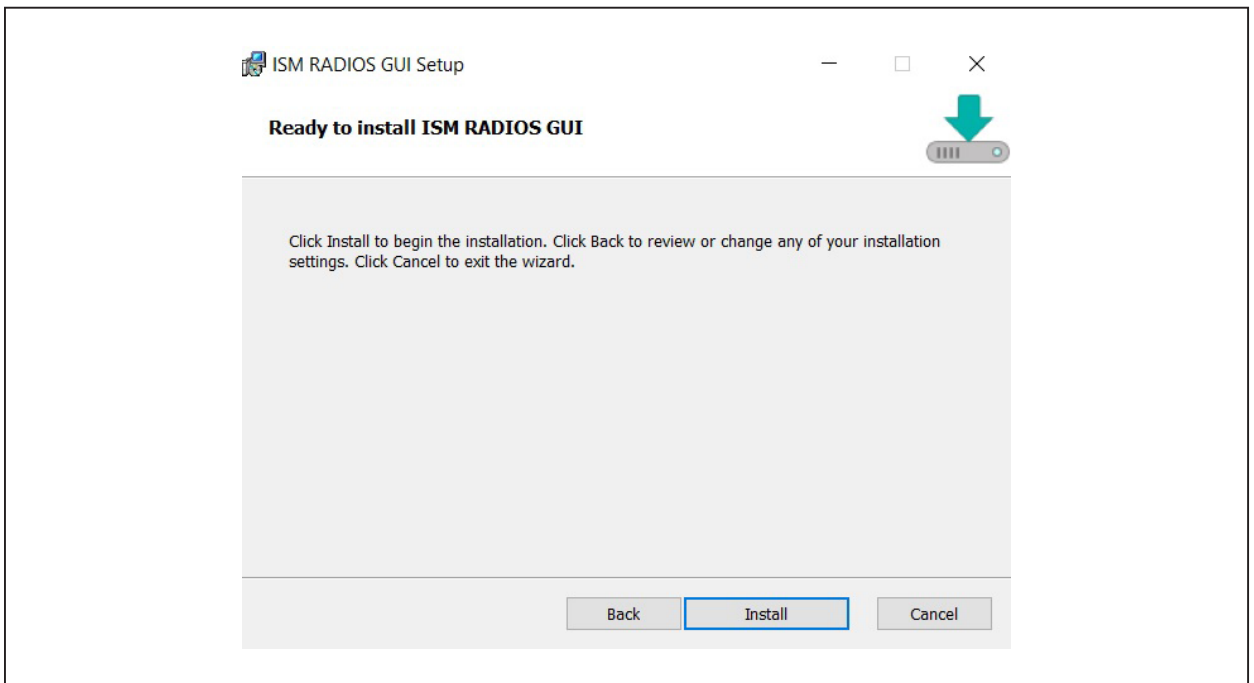 ISM RADIOS GUI Setup
Ready to install ISM RADIOS GUI
Click Install to begin the installation. Click Back to review or change any of your installation
settings. Click Cancel to exit the wizard.
Back Install Cancel